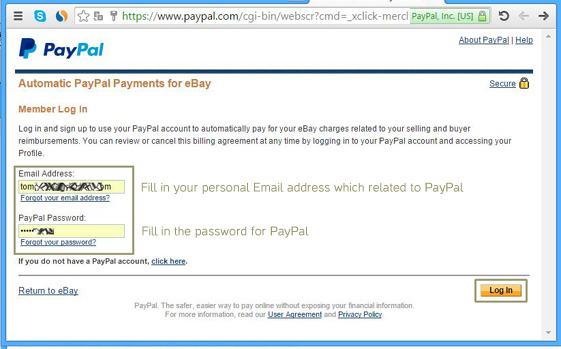 https://www.paypal.com/cgi-bin/webscr?cmd=_xclick-mercl PayPal, Inc. [US]
About PayPal | Help
PayPal
Automatic PayPal Payments for eBay
Secure
Member Log In
Log in and sign up to use your PayPal account to automatically pay for your eBay charges related to your selling and buyer
reimbursements. You can review or cancel this billing agreement at any time by logging in to your PayPal account and accessing your
Profile.
Email Address:
Fill in your personal Email address which related to PayPal
Forgot your email address?
PayPal Password:
Fill in the password for PayPal
Forgot your password?
If you do not have a PayPal account, click here.
Return to eBay
Log In
PayPal. The safer, easier way to pay online without exposing your financial information.
For more information, read our User Agreement and Privacy Policy.